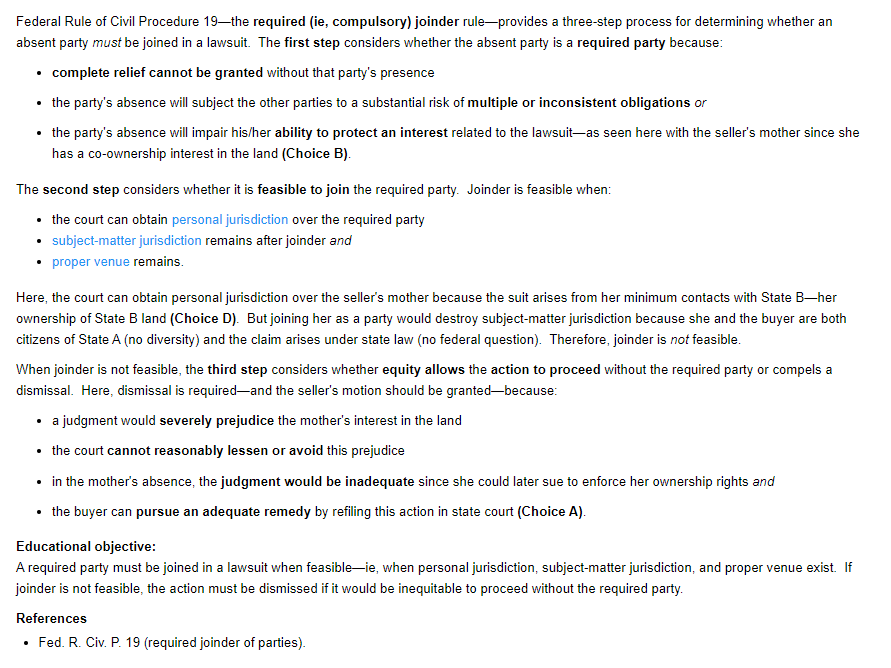 Federal Rule of Civil Procedure 19—the required (ie, compulsory) joinder rule—provides a three-step process for determining whether an
absent party must be joined in a lawsuit. The first step considers whether the absent party is a required party because:
• complete relief cannot be granted without that party's presence
• the party's absence will subject the other parties to a substantial risk of multiple or inconsistent obligations or
• the party's absence will impair his/her ability to protect an interest related to the lawsuit—as seen here with the seller's mother since she
has a co-ownership interest in the land (Choice B).
The second step considers whether it is feasible to join the required party. Joinder is feasible when:
• the court can obtain personal jurisdiction over the required party
• subject-matter jurisdiction remains after joinder and
• proper venue remains.
Here, the court can obtain personal jurisdiction over the seller's mother because the suit arises from her minimum contacts with State B—her
ownership of State B land (Choice D). But joining her as a party would destroy subject-matter jurisdiction because she and the buyer are both
citizens of State A (no diversity) and the claim arises under state law (no federal question). Therefore, joinder is not feasible.
When joinder is not feasible, the third step considers whether equity allows the action to proceed without the required party or compels a
dismissal. Here, dismissal is required—and the seller's motion should be granted—because:
• a judgment would severely prejudice the mother's interest in the land
• the court cannot reasonably lessen or avoid this prejudice
• in the mother's absence, the judgment would be inadequate since she could later sue to enforce her ownership rights and
• the buyer can pursue an adequate remedy by refiling this action in state court (Choice A).
Educational objective:
A required party must be joined in a lawsuit when feasible—ie, when personal jurisdiction, subject-matter jurisdiction, and proper venue exist. If
joinder is not feasible, the action must be dismissed if it would be inequitable to proceed without the required party.
References
• Fed. R. Civ. P. 19 (required joinder of parties).